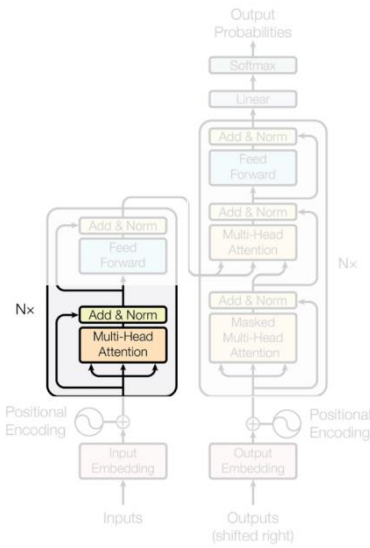 Output
Probabilities
Softmax
Linear
Add & Norm
Feed
Forward
Add & Norm
Multi-Head
Attention
Nx
Add & Norm
Masked
Multi-Head
Attention
Add & Norm
Feed
Forward
Nx
Add & Norm
Multi-Head
Attention
Positional
Encoding
Positional
Encoding
Input
Embedding
Output
Embedding
Inputs
Outputs
(shifted right)